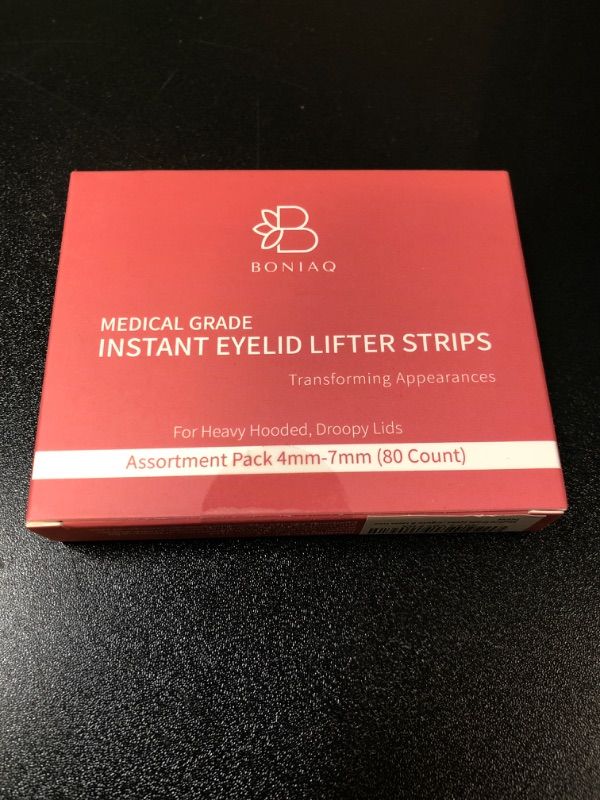 BONIAQ
MEDICAL GRADE
INSTANT EYELID LIFTER STRIPS
Transforming Appearances
For Heavy Hooded, Droopy Lids
Assortment Pack 4mm-7mm (80 Count)